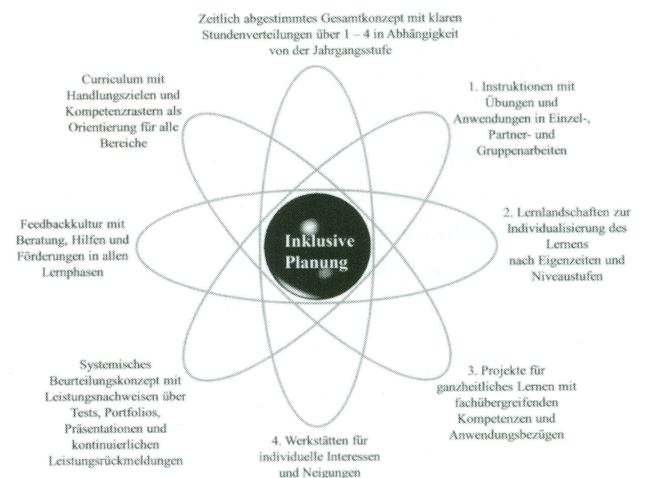 Zeitlich abgestimmtes Gesamtkonzept mit klaren
Stundenverteilungen über 1 – 4 in Abhängigkeit
von der Jahrgangsstufe
1. Instruktionen mit
Übungen und
Anwendungen in Einzel-,
Partner- und
Gruppenarbeiten
2. Lernlandschaften zur
Individualisierung des
Lernens
nach Eigenzeiten und
Niveaustufen
3. Projekte für
ganzheitliches Lernen mit
fachübergreifenden
Kompetenzen und
Anwendungsbezügen
4. Werkstätten für
individuelle Interessen
und Neigungen
Systemisches
Beurteilungskonzept mit
Leistungsnachweisen über
Tests, Portfolios,
Präsentationen und
kontinuierlichen
Leistungsrückmeldungen
Feedbackkultur mit
Beratung, Hilfen und
Förderungen in allen
Lernphasen
Curriculum mit
Handlungszielen und
Kompetenzrastern als
Orientierung für alle
Bereiche
Inklusive
Planung